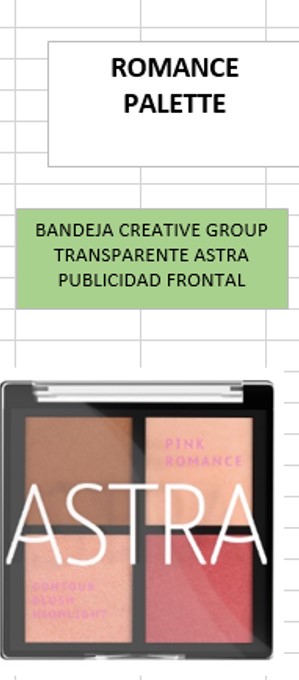 ROMANCE
PALETTE
BANDEJA CREATIVE GROUP
TRANSPARENTE ASTRA
PUBLICIDAD FRONTAL
PINK
ROMANCE
ASTRA
CONTOUR
BLUSH
HIGHLIGHT